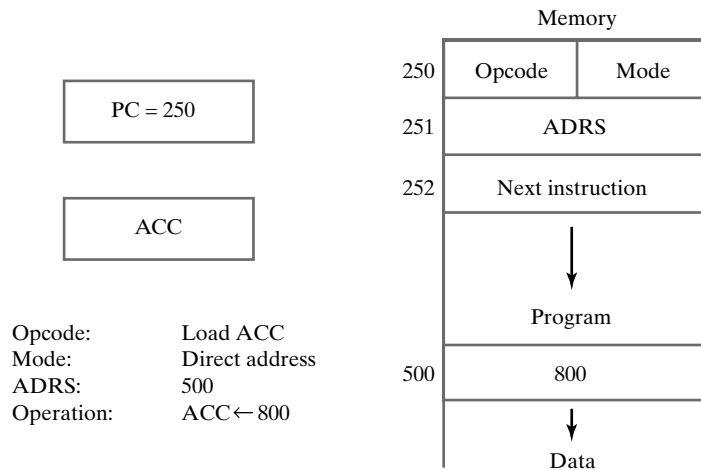 Memory
PC = 250
ACC
250 Opcode Mode
251 ADRS
252 Next instruction
Program
500 800
Data
Opcode: Load ACC
Mode: Direct address
ADRS: 500
Operation: ACC←800